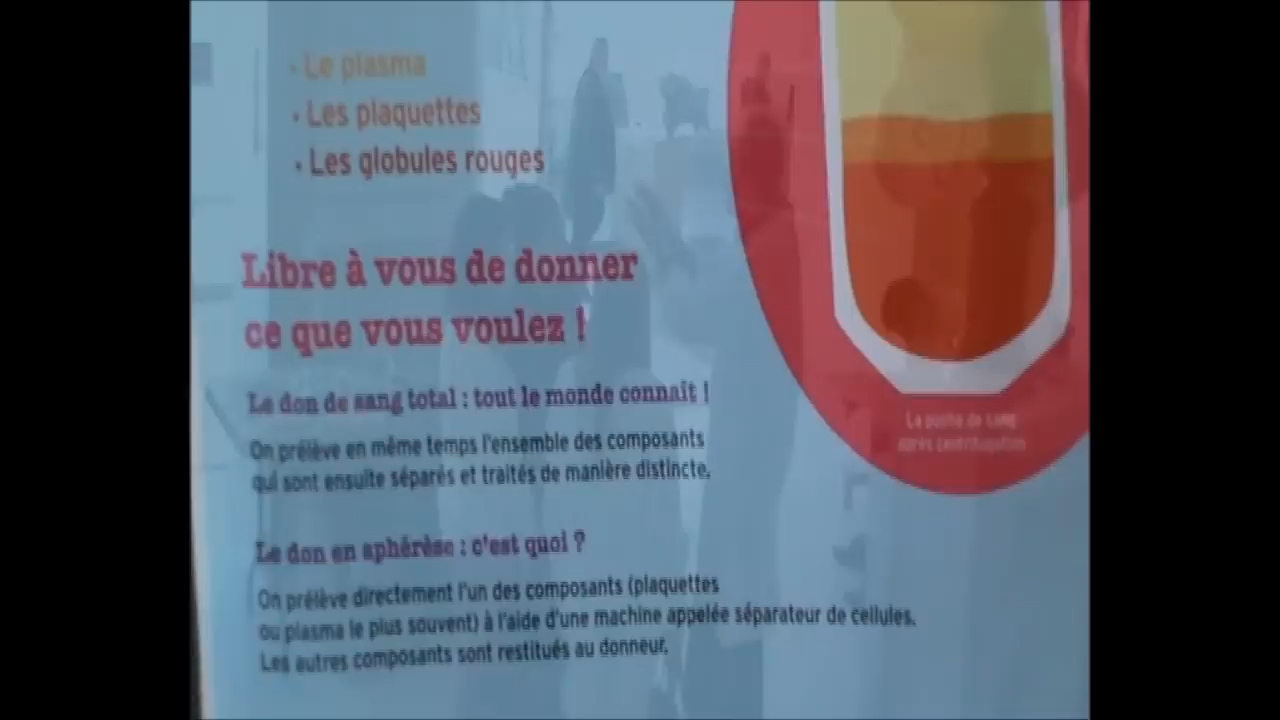 · Le plasma
· Les plaquettes
· Les globules rouges
Libre à vous de donner
ce que vous voulez !
Le don de sang total : tout le monde connaît !
On prélève en même temps l'ensemble des composants
qui sont ensuite séparés et traités de manière distincte.
Le don en aphérèse : c'est quoi ?
On prélève directement l'un des composants (plaquettes
ou plasma le plus souvent) à l'aide d'une machine appelée séparateur de cellules.
Les autres composants sont restitués au donneur.
La poche de sang
après centrifugation